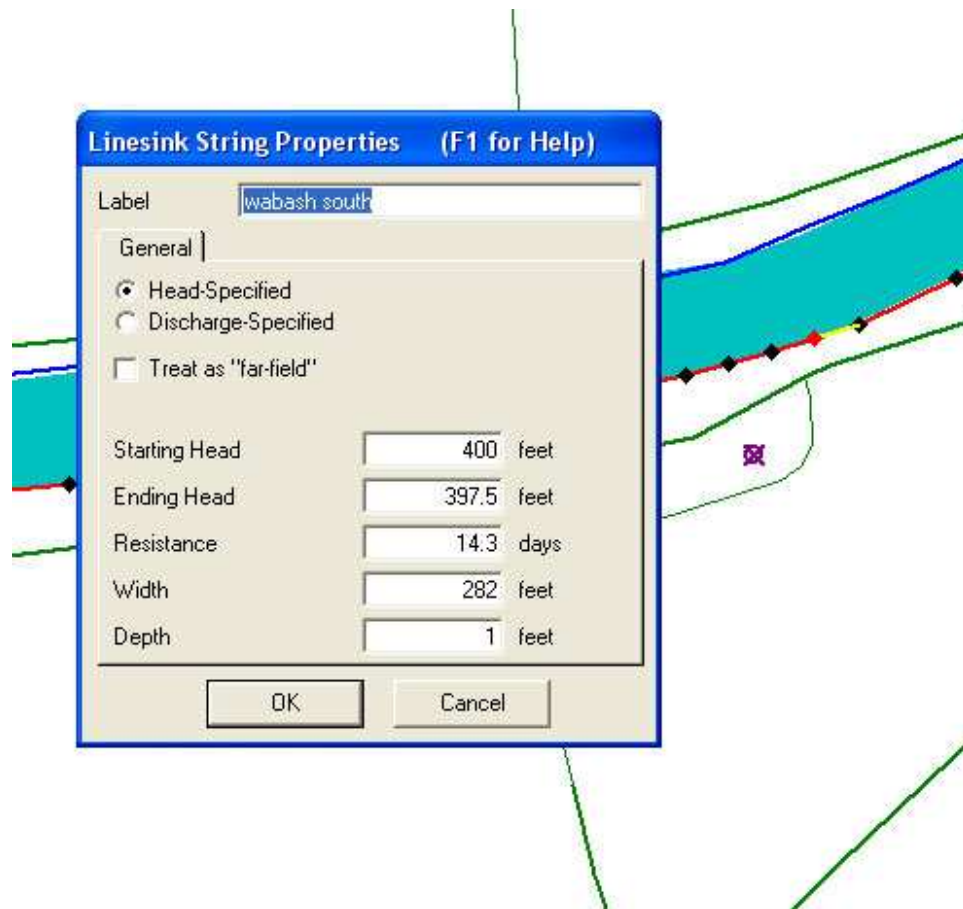 Linesink String Properties (F1 for Help)
Label wabash south
General
Head-Specified
Discharge-Specified
Treat as "far-field"
Starting Head 400 feet
Ending Head 397.5 feet
Resistance 14.3 days
Width 282 feet
Depth 1 feet
OK Cancel